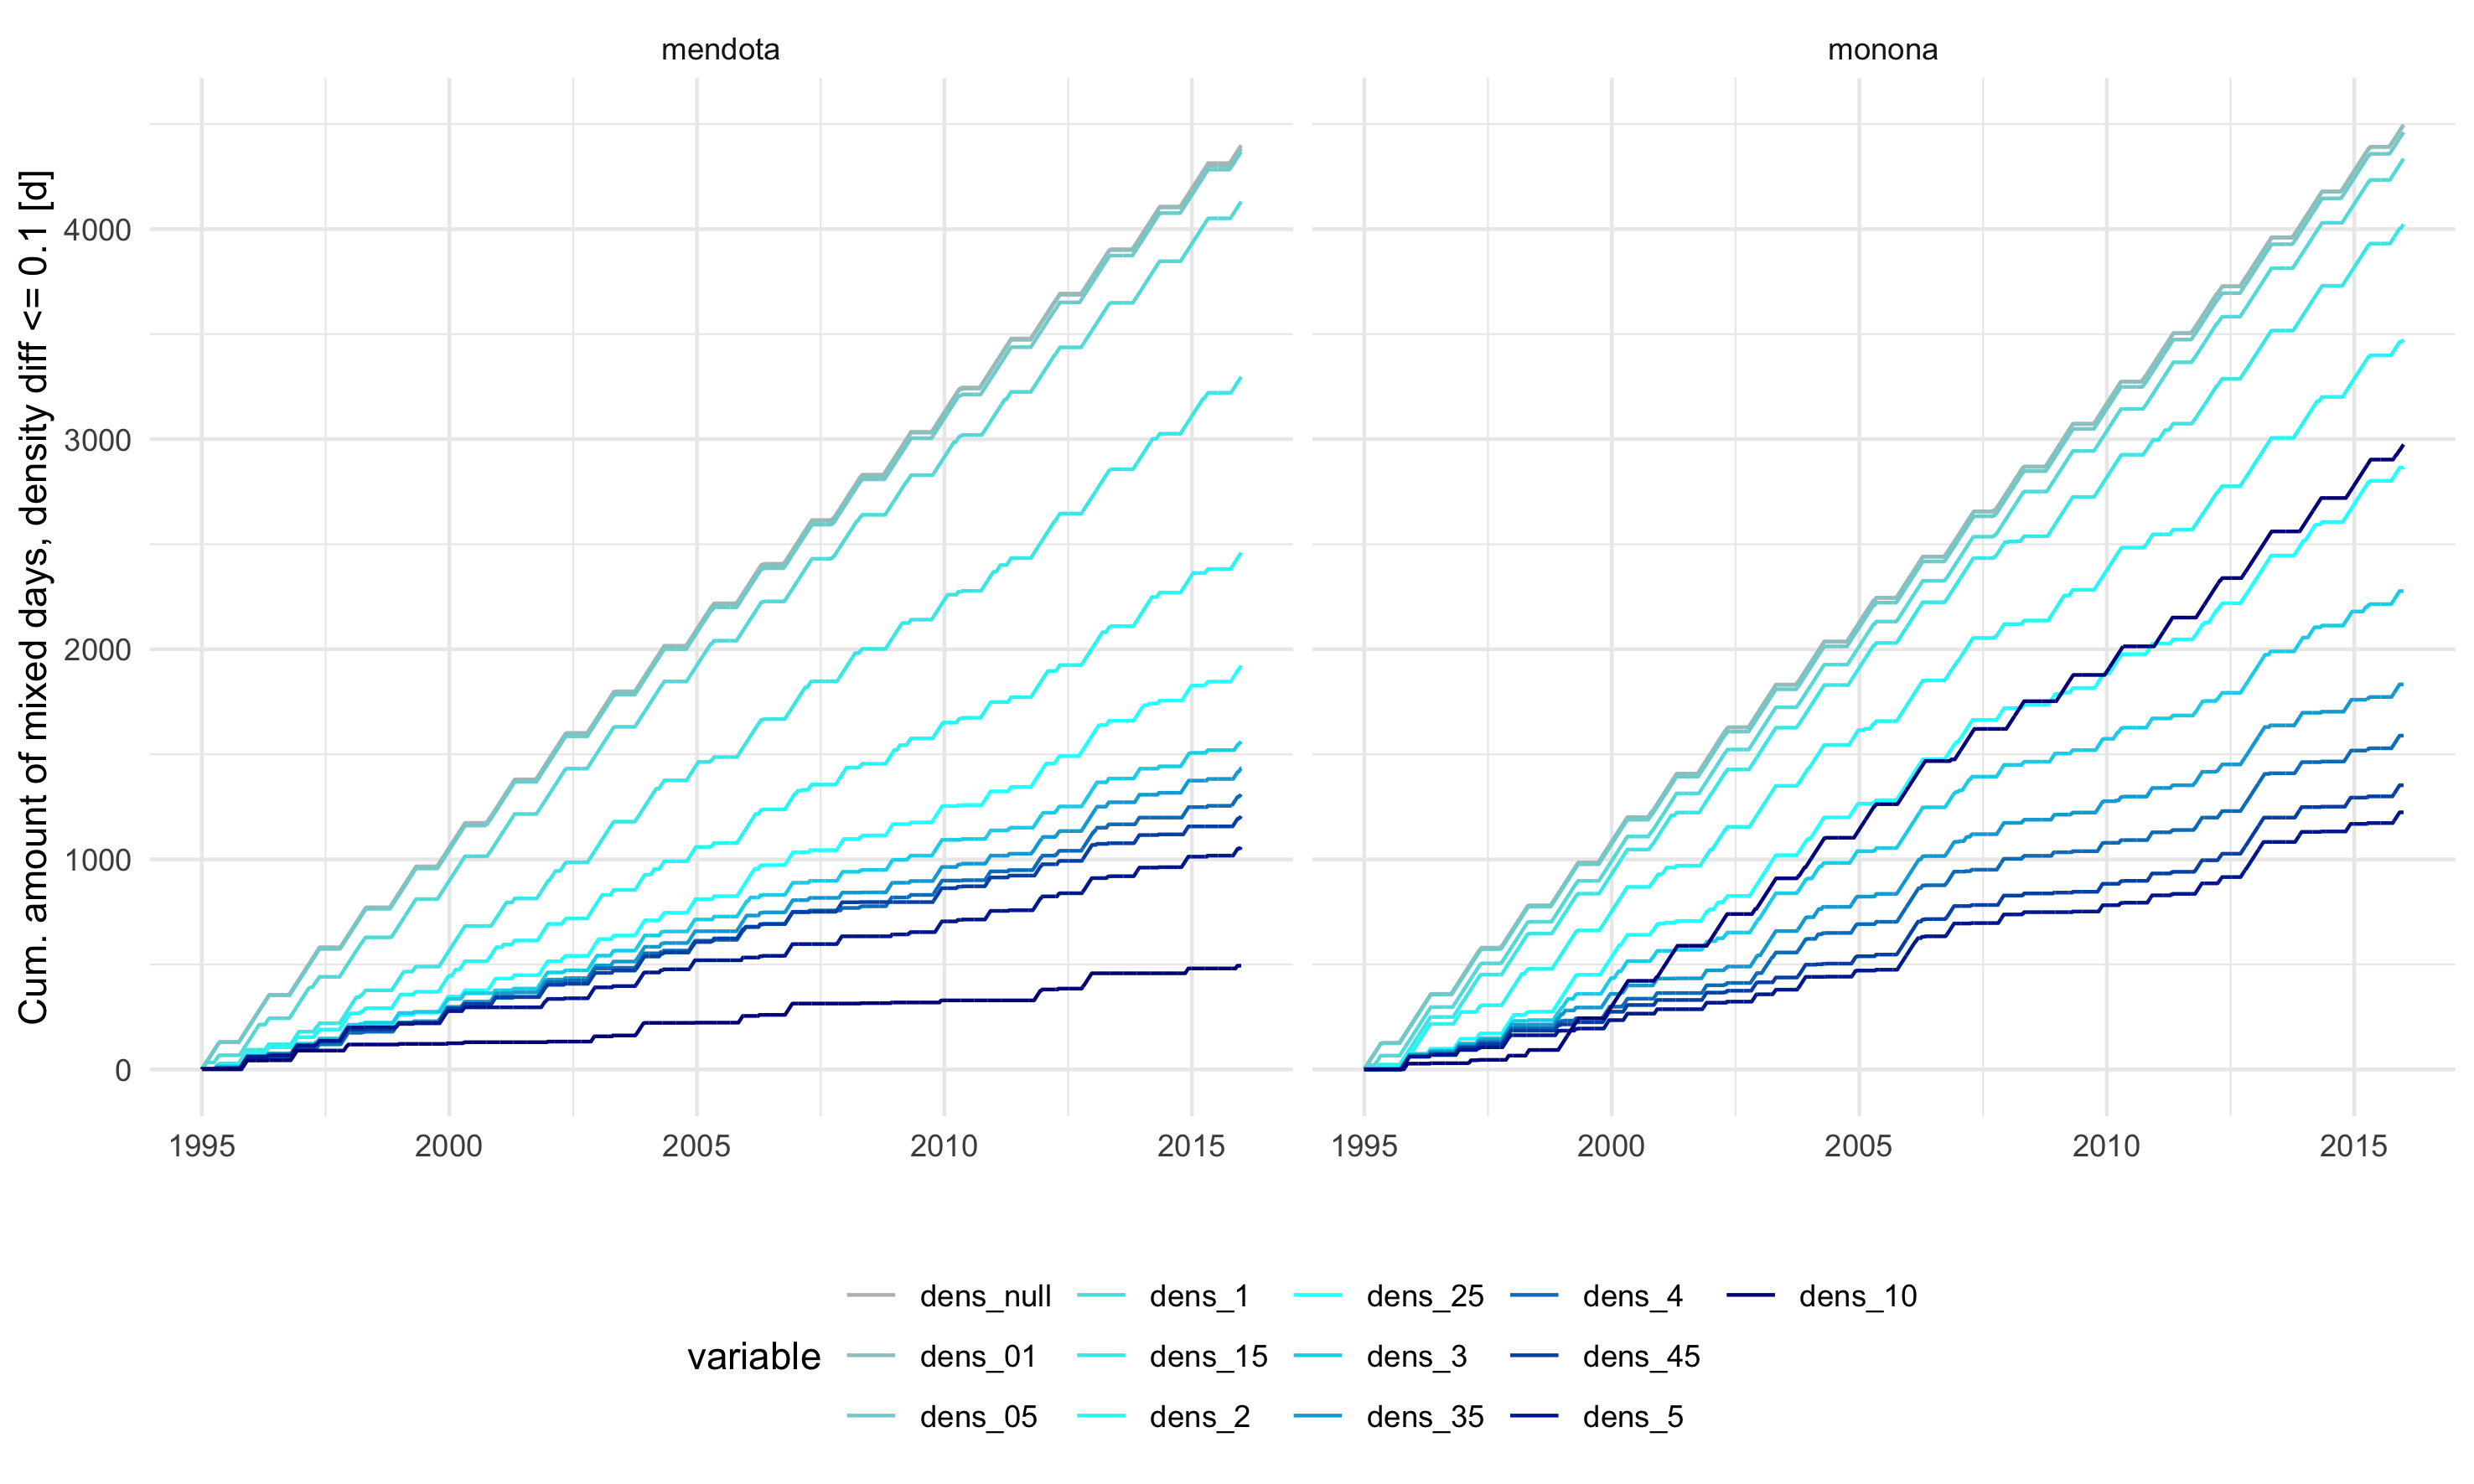 mendota
monona
Cum. amount of mixed days, density diff <= 0.1 [d]
4000
3000
2000
1000
0
1995 2000 2005 2010 2015
1995 2000 2005 2010 2015
variable
dens_null dens_1 dens_25 dens_4 dens_10
dens_01 dens_15 dens_3 dens_45
dens_05 dens_2 dens_35 dens_5